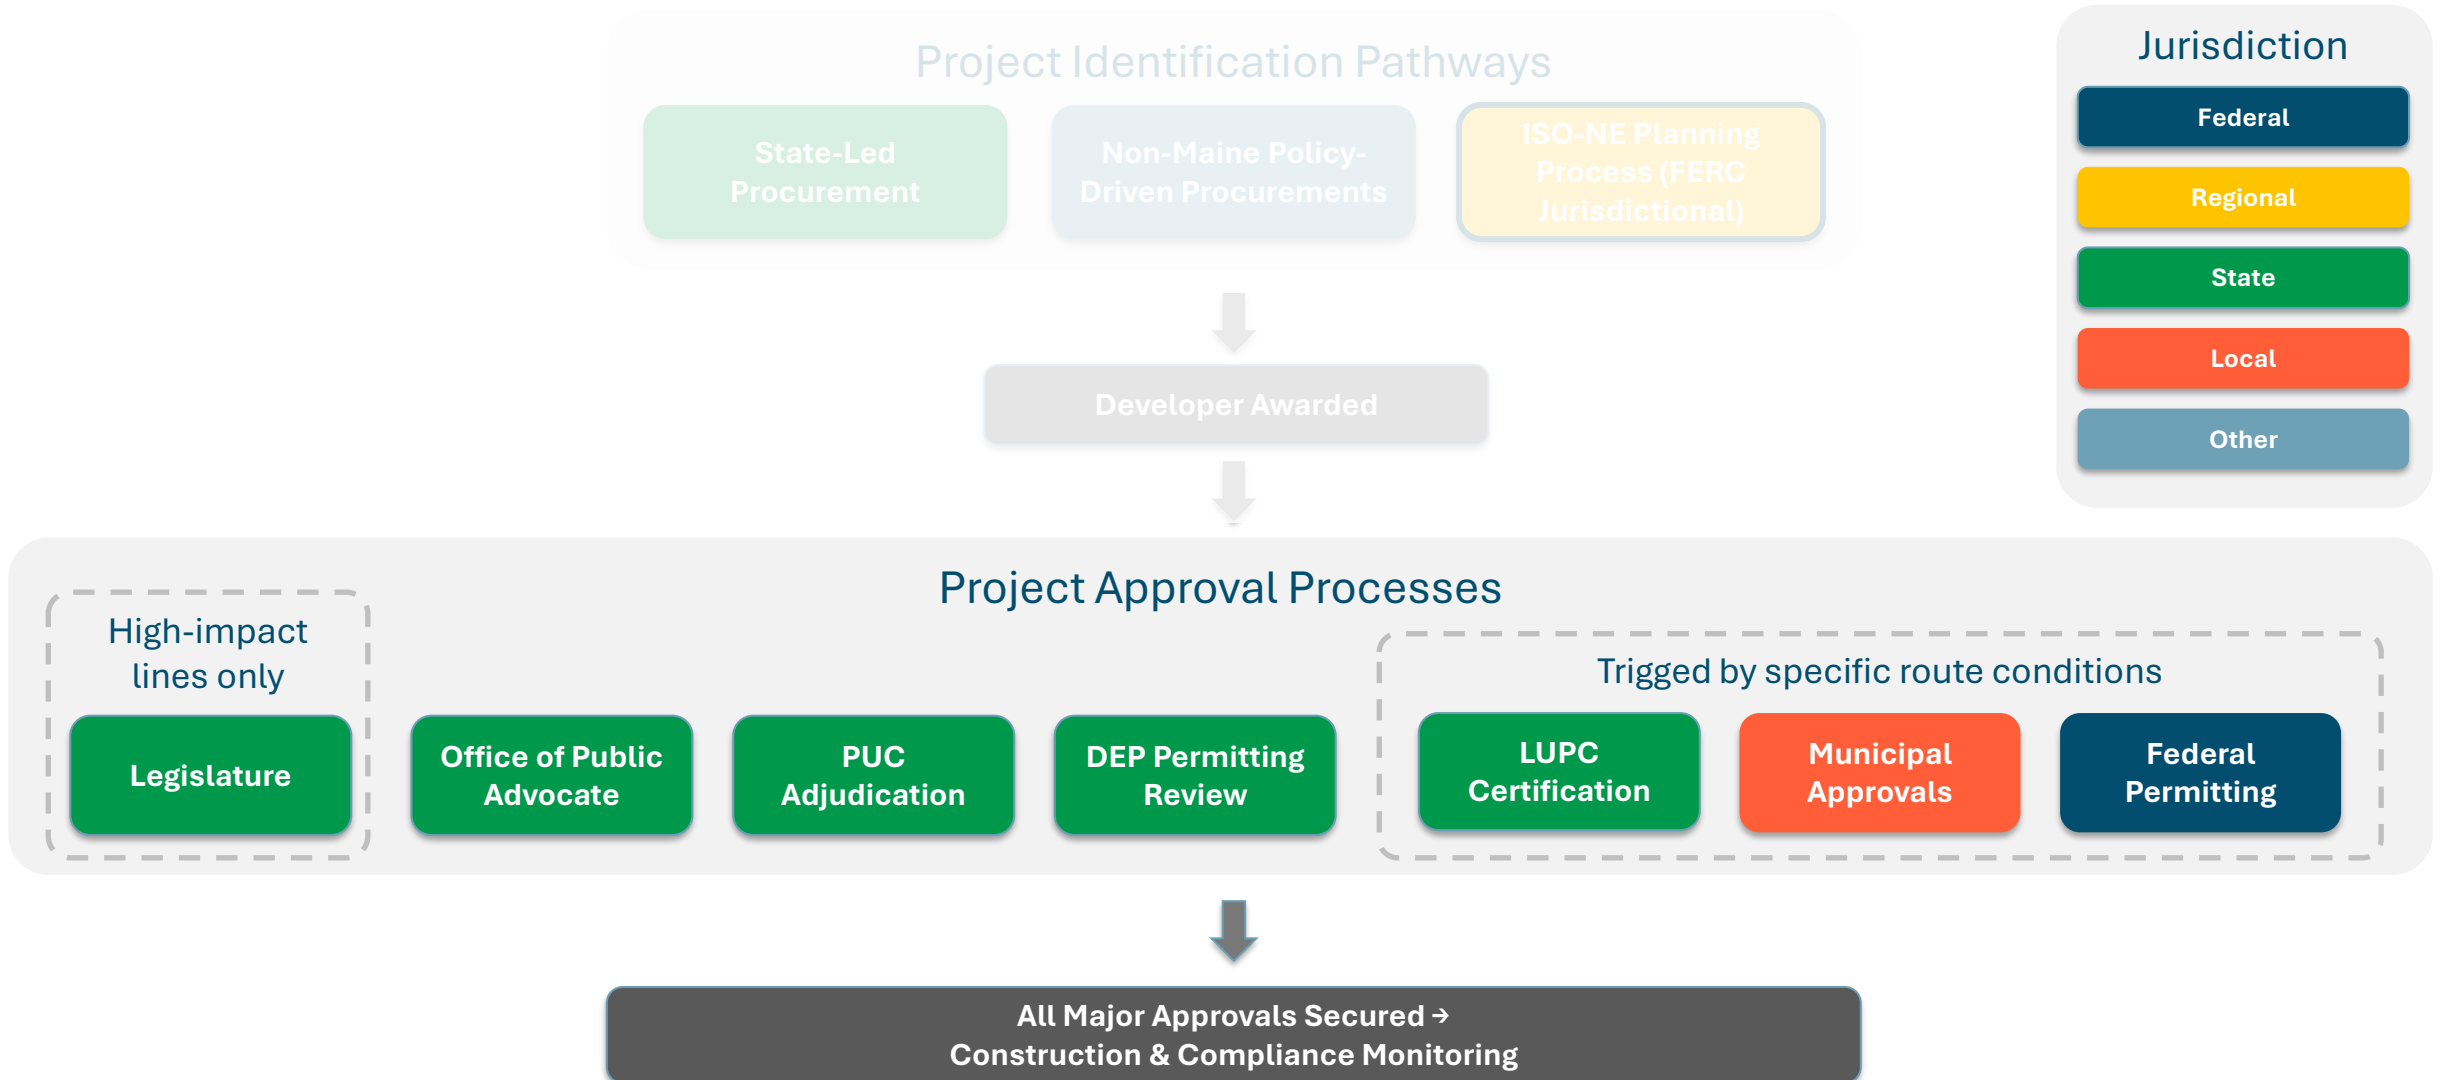 Project Identification Pathways
State-Led
Procurement
Non-Maine Policy-
Driven Procurements
ISO-NE Planning
Process (FERC
Jurisdictional)
Jurisdiction
Federal
Regional
State
Local
Other
Developer Awarded
Project Approval Processes
High-impact
lines only
Legislature
Office of Public
Advocate
PUC
Adjudication
DEP Permitting
Review
Trigged by specific route conditions
LUPC
Certification
Municipal
Approvals
Federal
Permitting
All Major Approvals Secured →
Construction & Compliance Monitoring